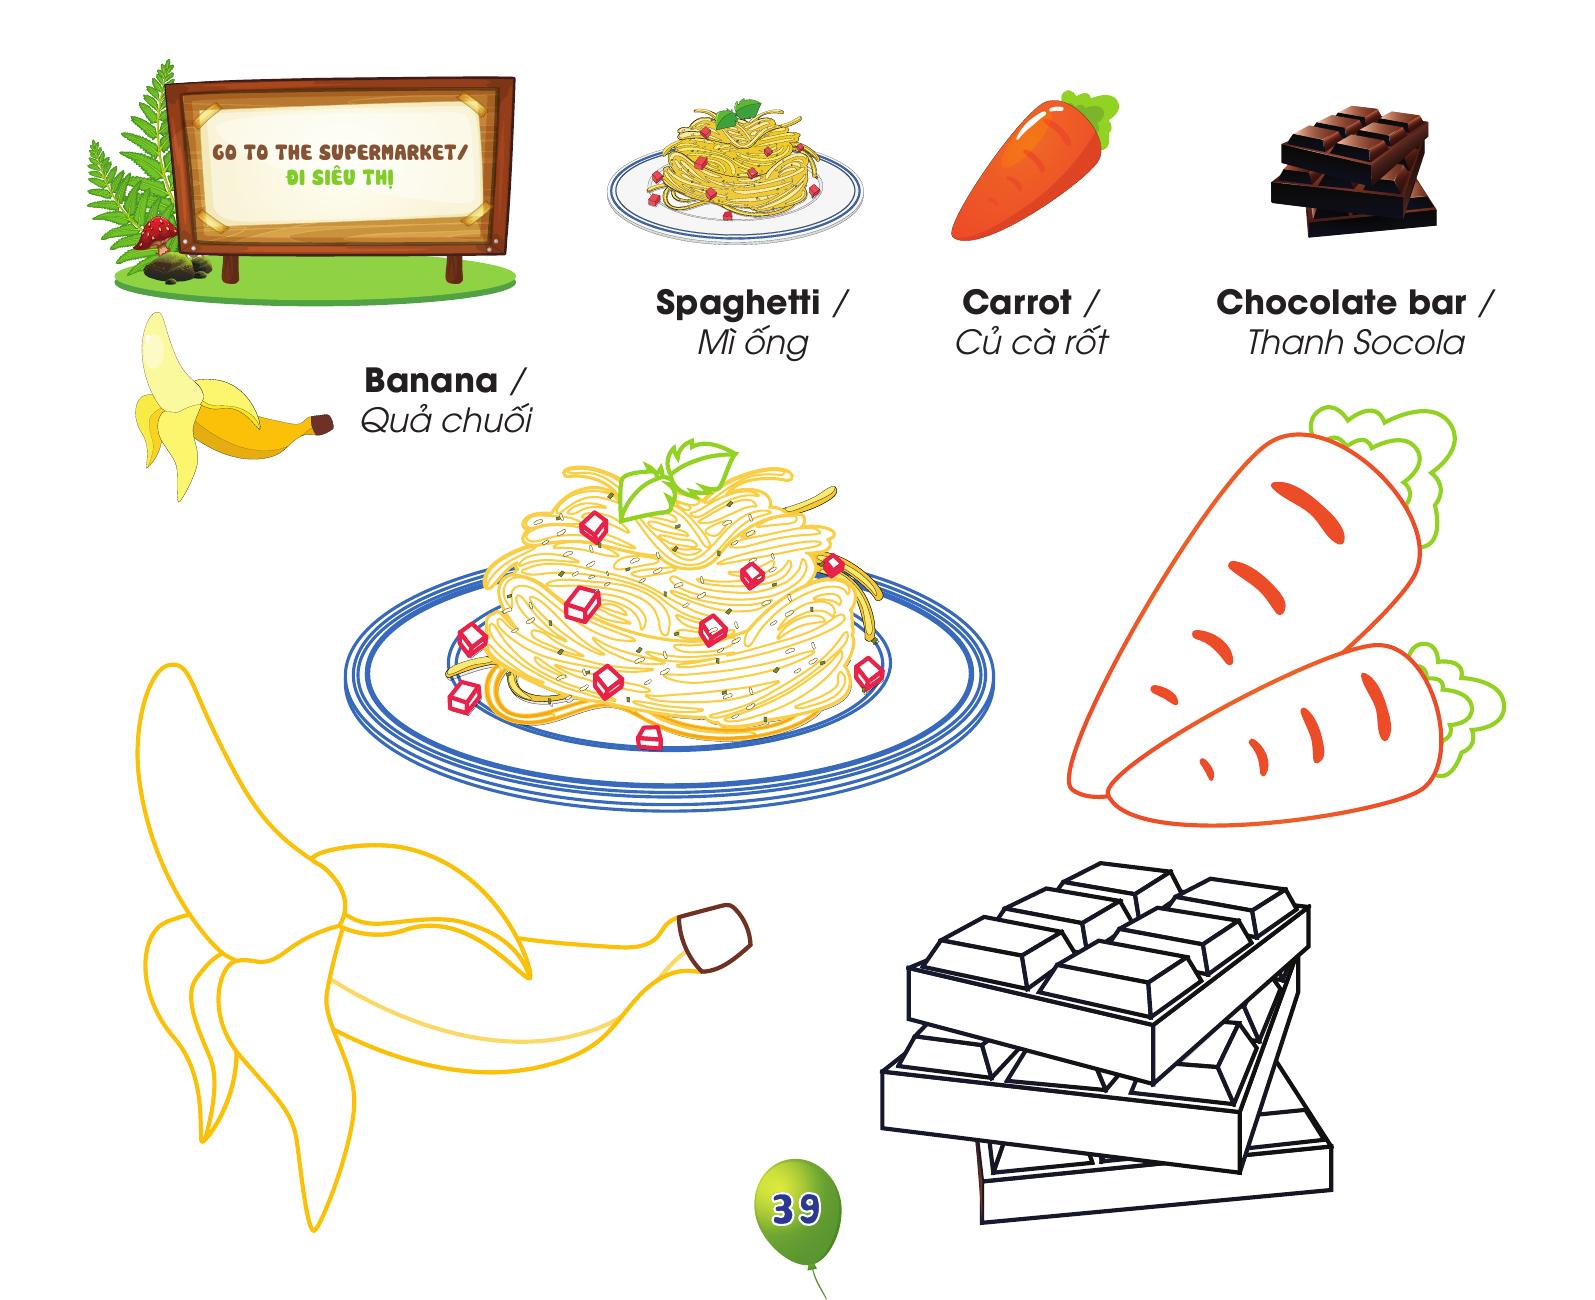 GO TO THE SUPERMARKET/
ĐI SIÊU THỊ
Spaghetti /
Mì ống
Carrot /
Củ cà rốt
Chocolate bar /
Thanh Socola
Banana /
Quả chuối
39